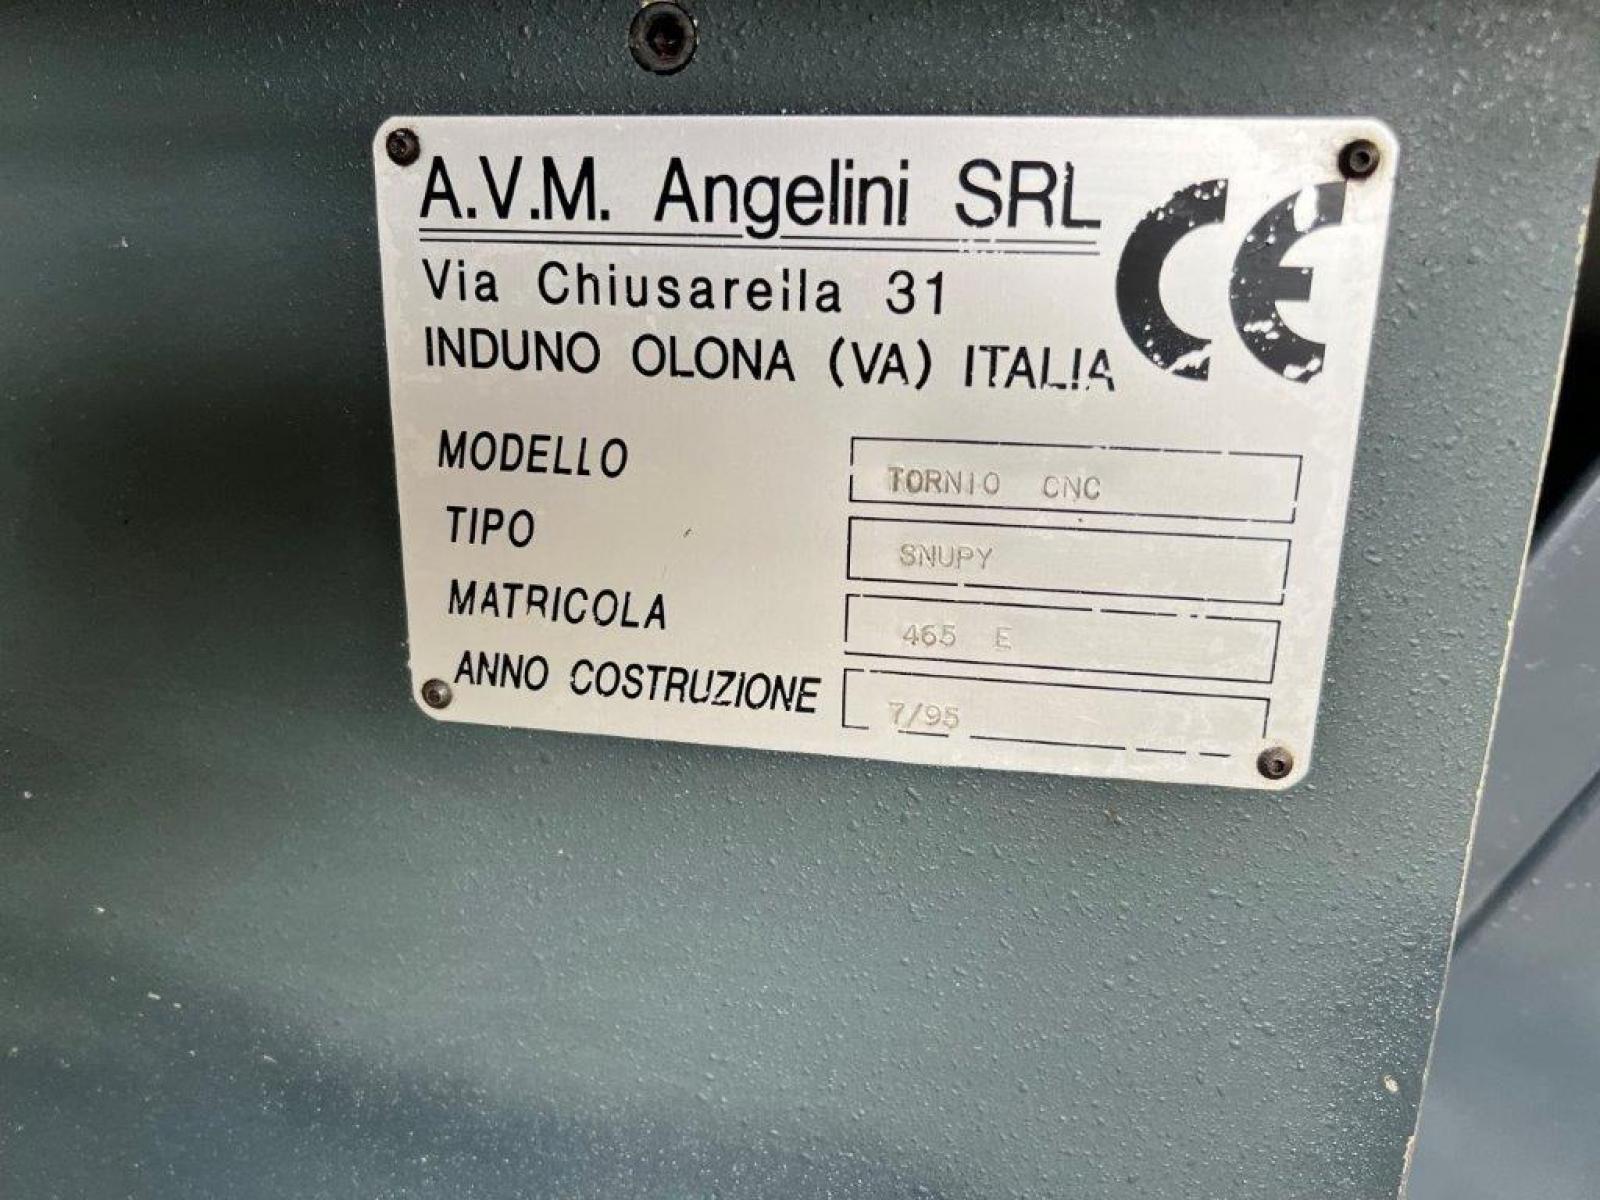 A.V.M. Angelini SRL
CE
Via Chiusarella 31
INDUNO OLONA (VA) ITALIA
MODELLO TORNIO CNC
TIPO SNUPY
MATRICOLA 465 E
ANNO COSTRUZIONE 7/95